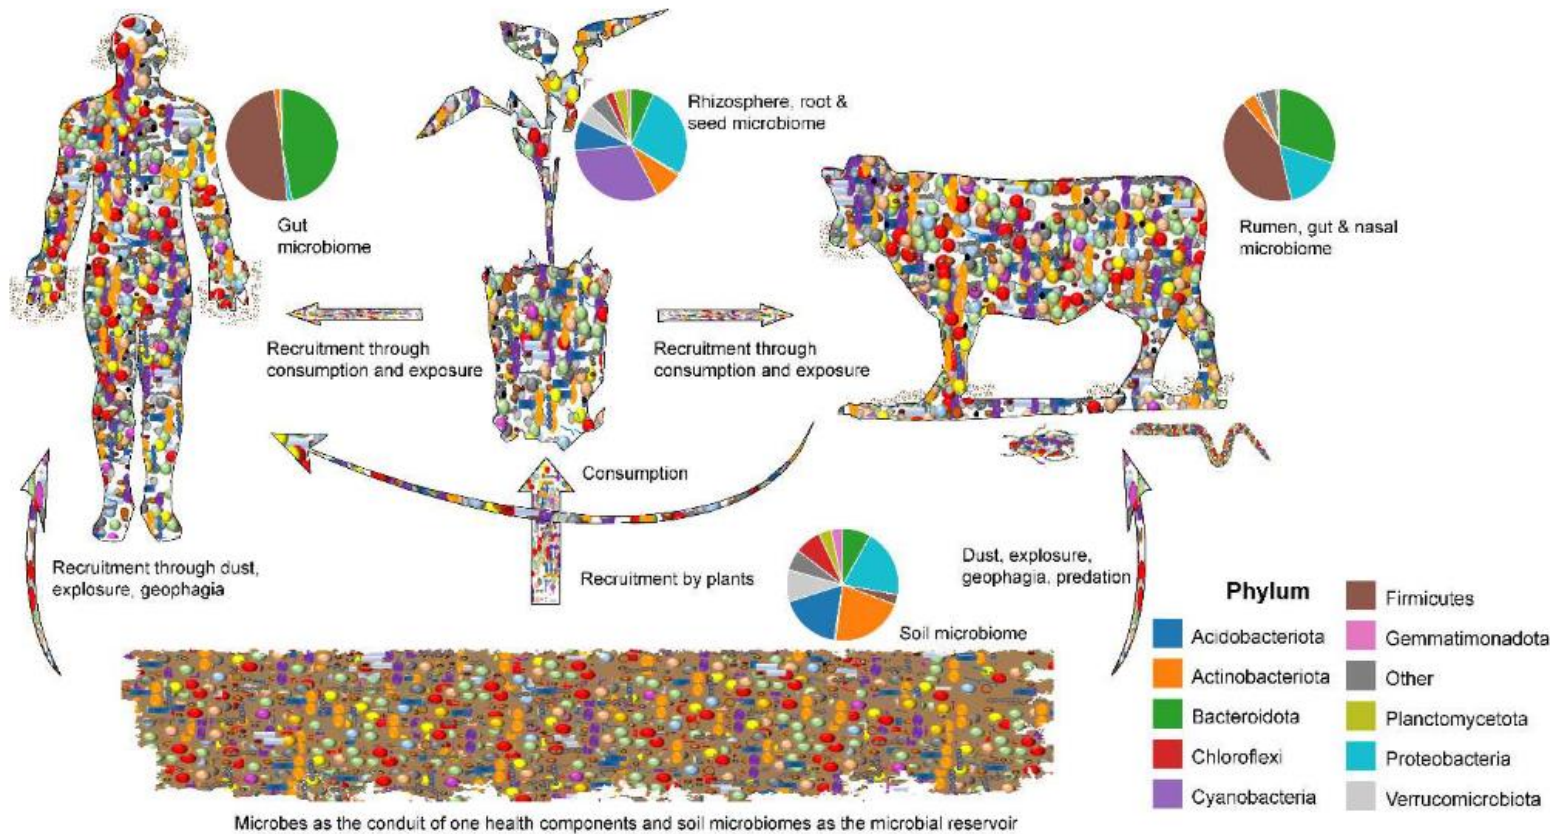 Rhizosphere, root &
seed microbiome
Gut
microbiome
Rumen, gut & nasal
microbiome
Recruitment through
consumption and exposure
Recruitment through
consumption and exposure
Consumption
Recruitment through dust,
explosure, geophagia
Recruitment by plants
Dust, explosure,
geophagia, predation
Soil microbiome
Phylum
Acidobacteriota
Actinobacteriota
Bacteroidota
Chloroflexi
Cyanobacteria
Firmicutes
Gemmatimonadota
Other
Planctomycetota
Proteobacteria
Verrucomicrobiota
Microbes as the conduit of one health components and soil microbiomes as the microbial reservoir